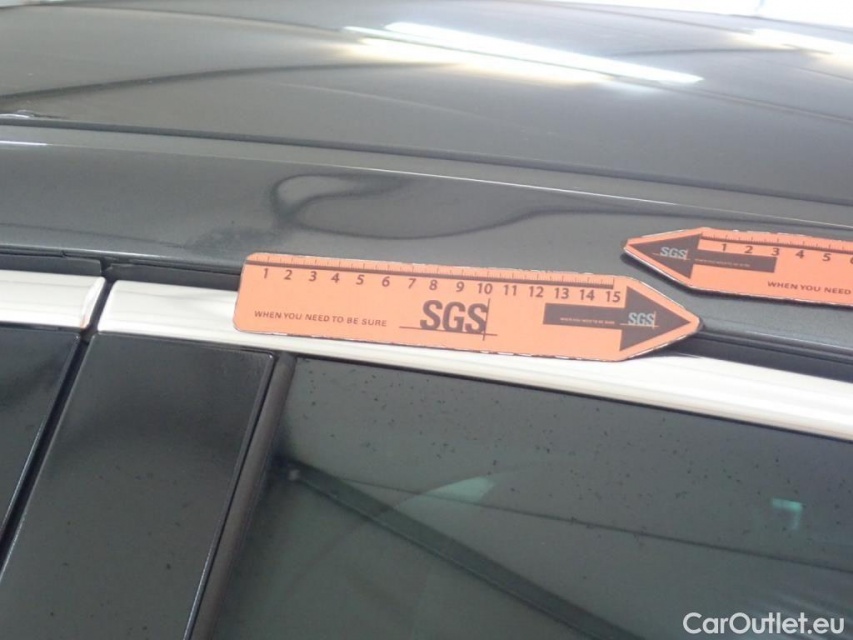 1 2 3 4 5 6 7 8 9 10 11 12 13 14 15
WHEN YOU NEED TO BE SURE
SGS
SGS
SGS
1 2 3 4 5
WHEN YOU NEED
CarOutlet.eu